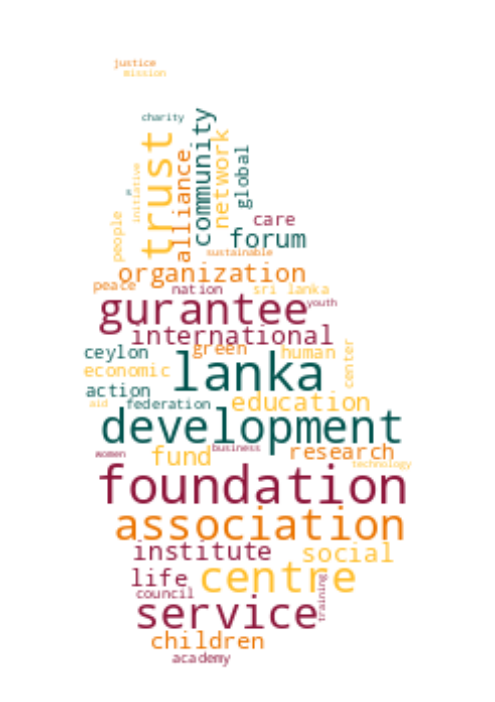 justice
mission
charity
community
trust
network
alliance
global
initiative
people
care
forum
sustainable
organization
peace
nation
sri lanka
gurantee
youth
international
ceylon
green
human
center
economic
lanka
action
aid
federation
education
development
women
fund
business
research
technology
foundation
association
institute
social
life
centre
council
training
service
children
academy